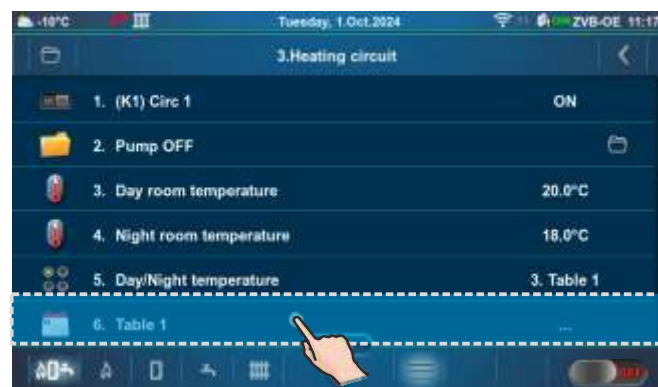 -10°C Tuesday, 1.Oct.2024 ZVB-OE 11:17
3.Heating circuit
1. (K1) Circ 1 ON
2. Pump OFF
3. Day room temperature 20.0°C
4. Night room temperature 18.0°C
5. Day/Night temperature 3. Table 1
6. Table 1 ...
OFF